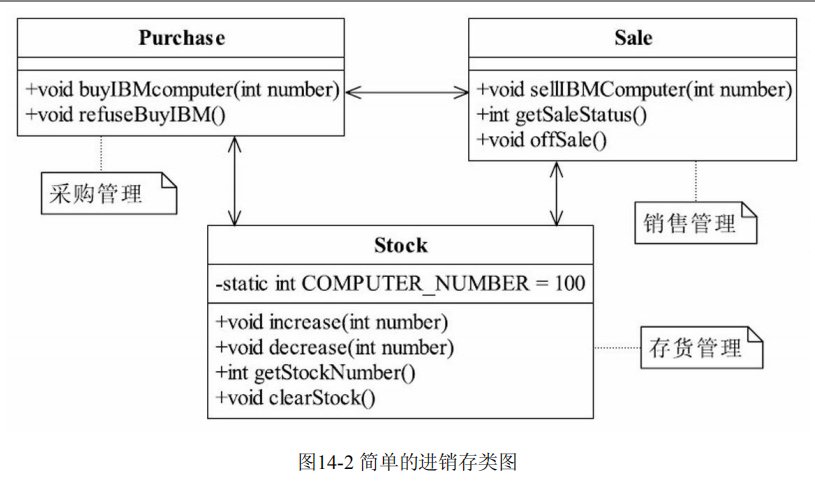 Purchase
+void buyIBMcomputer(int number)
+void refuseBuyIBM()
采购管理
Sale
+void sellIBMComputer(int number)
+int getSaleStatus()
+void offSale()
销售管理
Stock
-static int COMPUTER_NUMBER = 100
+void increase(int number)
+void decrease(int number)
+int getStockNumber()
+void clearStock()
存货管理
图14-2 简单的进销存类图